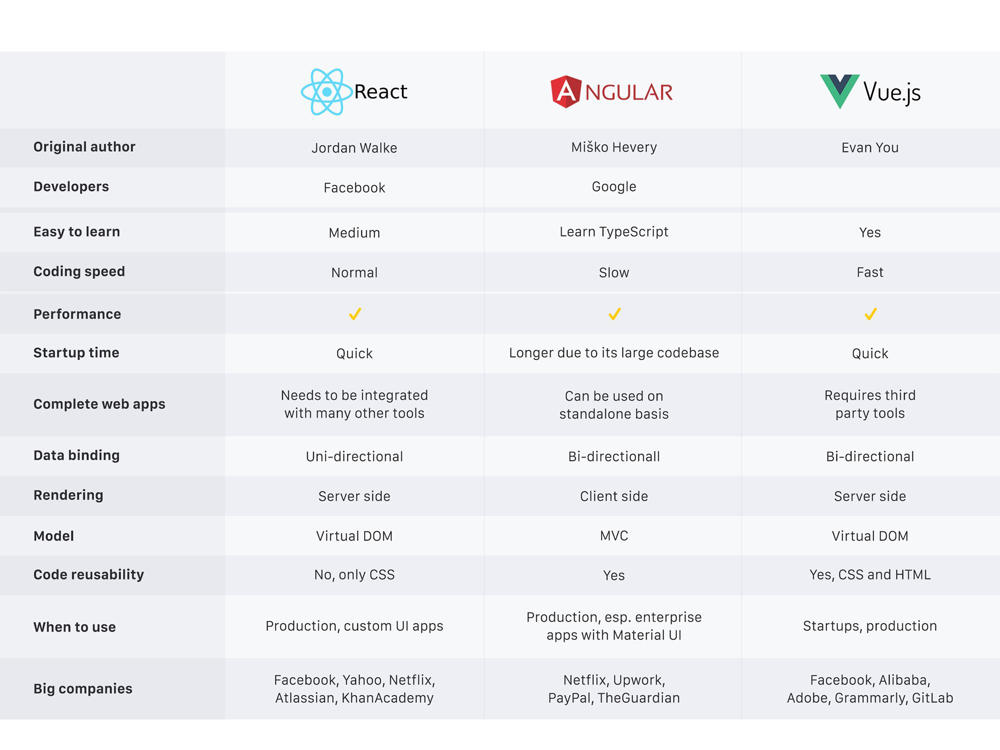 React
ANGULAR
Vue.js
Original author
Jordan Walke
Miško Hevery
Evan You
Developers
Facebook
Google
Easy to learn
Medium
Learn TypeScript
Yes
Coding speed
Normal
Slow
Fast
Performance
Startup time
Quick
Longer due to its large codebase
Quick
Complete web apps
Needs to be integrated
with many other tools
Can be used on
standalone basis
Requires third
party tools
Data binding
Uni-directional
Bi-directionall
Bi-directional
Rendering
Server side
Client side
Server side
Model
Virtual DOM
MVC
Virtual DOM
Code reusability
No, only CSS
Yes
Yes, CSS and HTML
When to use
Production, custom UI apps
Production, esp. enterprise
apps with Material UI
Startups, production
Big companies
Facebook, Yahoo, Netflix,
Atlassian, KhanAcademy
Netflix, Upwork,
PayPal, TheGuardian
Facebook, Alibaba,
Adobe, Grammarly, GitLab